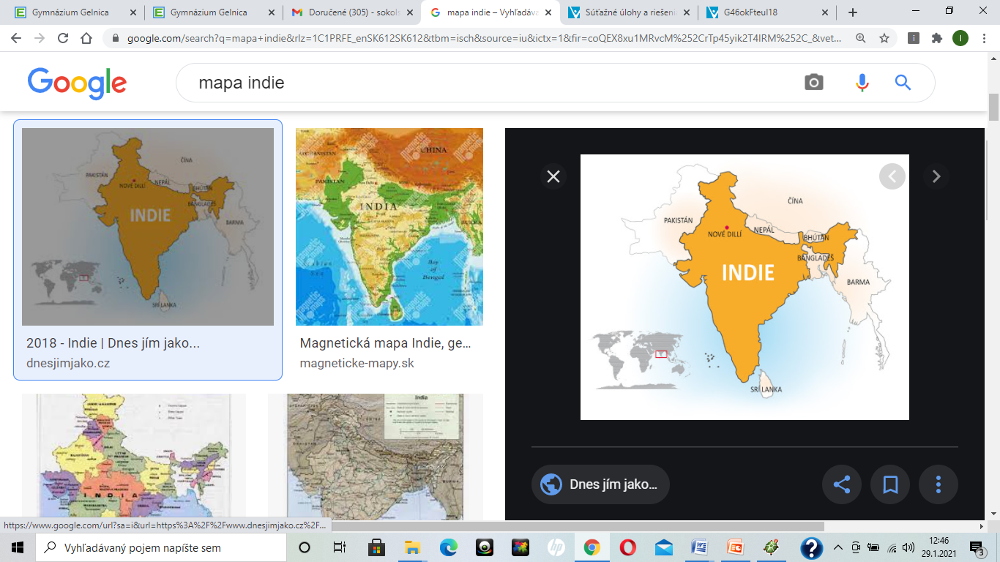 Gymnázium Gelnica
Gymnázium Gelnica
Doručené (305) - sokols
mapa indie – Vyhľadáva
Súťažné úlohy a riešeni
G46okFteuI18
google.com/search?q=mapa+indie&rlz=1C1PRFE_enSK612SK612&tbm=isch&source=iu&ictx=1&fir=coQEX8xu1MRvcM%252CrTp45yik2T4IRM%252C_&vet...
I
Google
mapa indie
PAKISTÁN
ČÍNA
NOVÉ DILLÍ
NEPÁL
BHÚTÁN
BANGLADÉŠ
INDIE
BARMA
SRÍ LANKA
2018 - Indie | Dnes jím jako...
dnesjimjako.cz
CHINA
PAKISTAN
INDIA
Bay
of
Bengal
Magnetická mapa Indie, ge...
magneticke-mapy.sk
INDIA
India
PAKISTÁN
ČÍNA
NOVÉ DILLÍ
NEPÁL
BHÚTÁN
BANGLADÉŠ
INDIE
BARMA
SRÍ LANKA
Dnes jím jako...
https://www.google.com/url?sa=i&url=https%3A%2F%2Fwww.dnesjimjako.cz%2F...
Vyhľadávaný pojem napíšte sem
12:46
29.1.2021
3